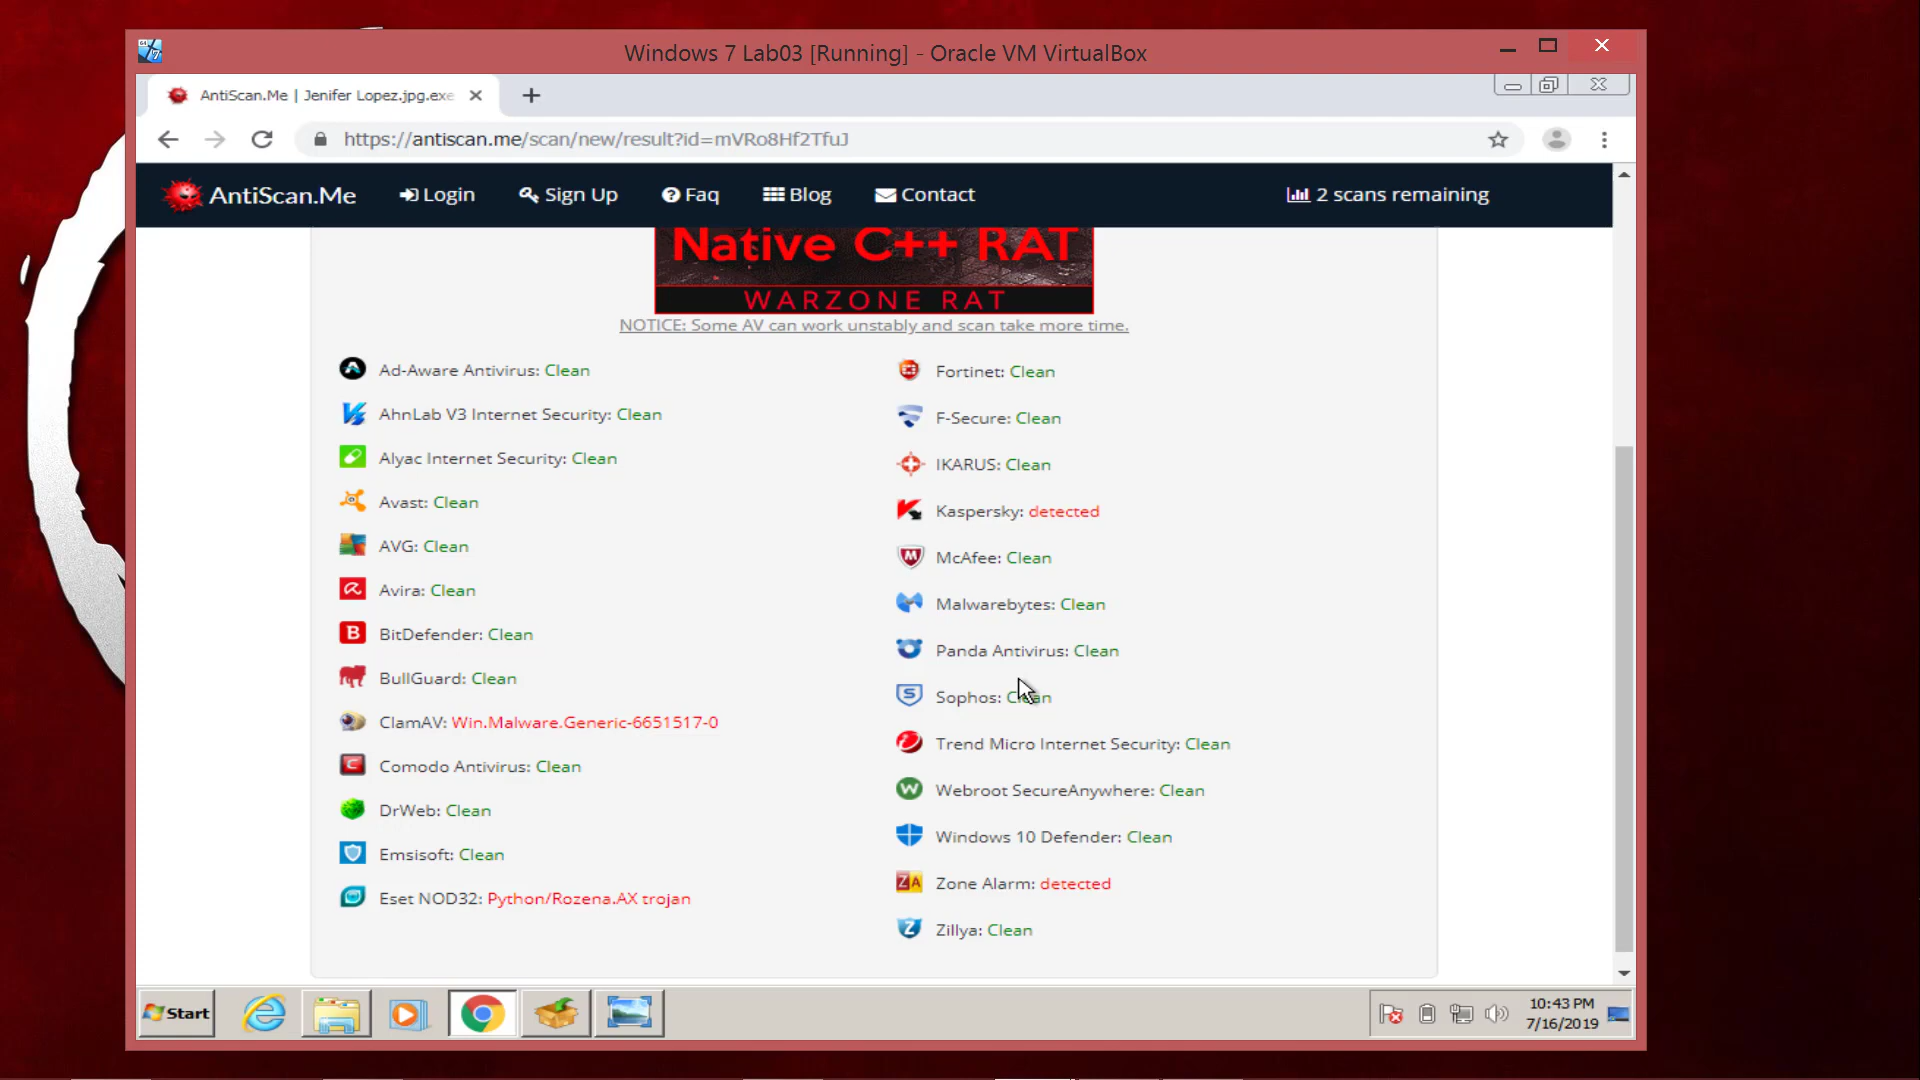 Windows 7 Lab03 [Running] - Oracle VM VirtualBox
AntiScan.Me | Jenifer Lopez.jpg.exe
https://antiscan.me/scan/new/result?id=mVRo8Hf2TfuJ
AntiScan.Me Login Sign Up Faq Blog Contact 2 scans remaining
Native C++ RAT
WARZONE RAT
NOTICE: Some AV can work unstably and scan take more time.
Ad-Aware Antivirus: Clean
AhnLab V3 Internet Security: Clean
Alyac Internet Security: Clean
Avast: Clean
AVG: Clean
Avira: Clean
BitDefender: Clean
BullGuard: Clean
ClamAV: Win.Malware.Generic-6651517-0
Comodo Antivirus: Clean
DrWeb: Clean
Emsisoft: Clean
Eset NOD32: Python/Rozena.AX trojan
Fortinet: Clean
F-Secure: Clean
IKARUS: Clean
Kaspersky: detected
McAfee: Clean
Malwarebytes: Clean
Panda Antivirus: Clean
Sophos: Clean
Trend Micro Internet Security: Clean
Webroot SecureAnywhere: Clean
Windows 10 Defender: Clean
Zone Alarm: detected
Zillya: Clean
Start
10:43 PM
7/16/2019